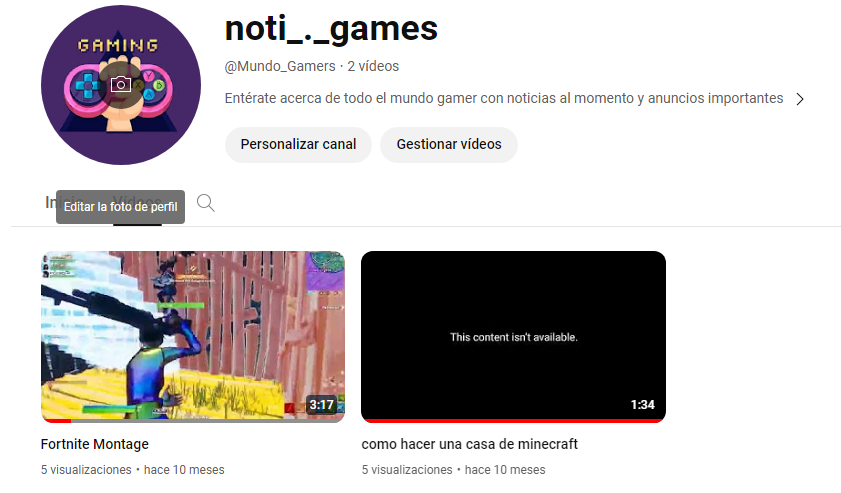 GAMING
Y
B
noti_._games
@Mundo_Gamers · 2 vídeos
Entérate acerca de todo el mundo gamer con noticias al momento y anuncios importantes
Personalizar canal
Gestionar vídeos
Editar la foto de perfil
This content isn't available.
3:17
1:34
Fortnite Montage
como hacer una casa de minecraft
5 visualizaciones • hace 10 meses
5 visualizaciones • hace 10 meses